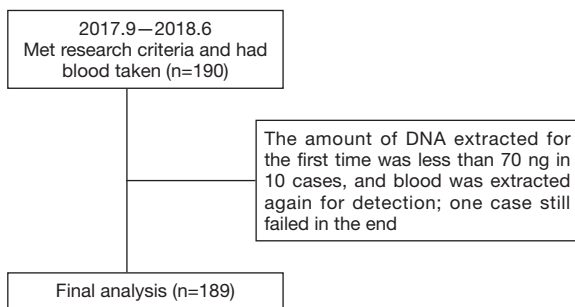 2017.9—2018.6
Met research criteria and had
blood taken (n=190)
The amount of DNA extracted for
the first time was less than 70 ng in
10 cases, and blood was extracted
again for detection; one case still
failed in the end
Final analysis (n=189)